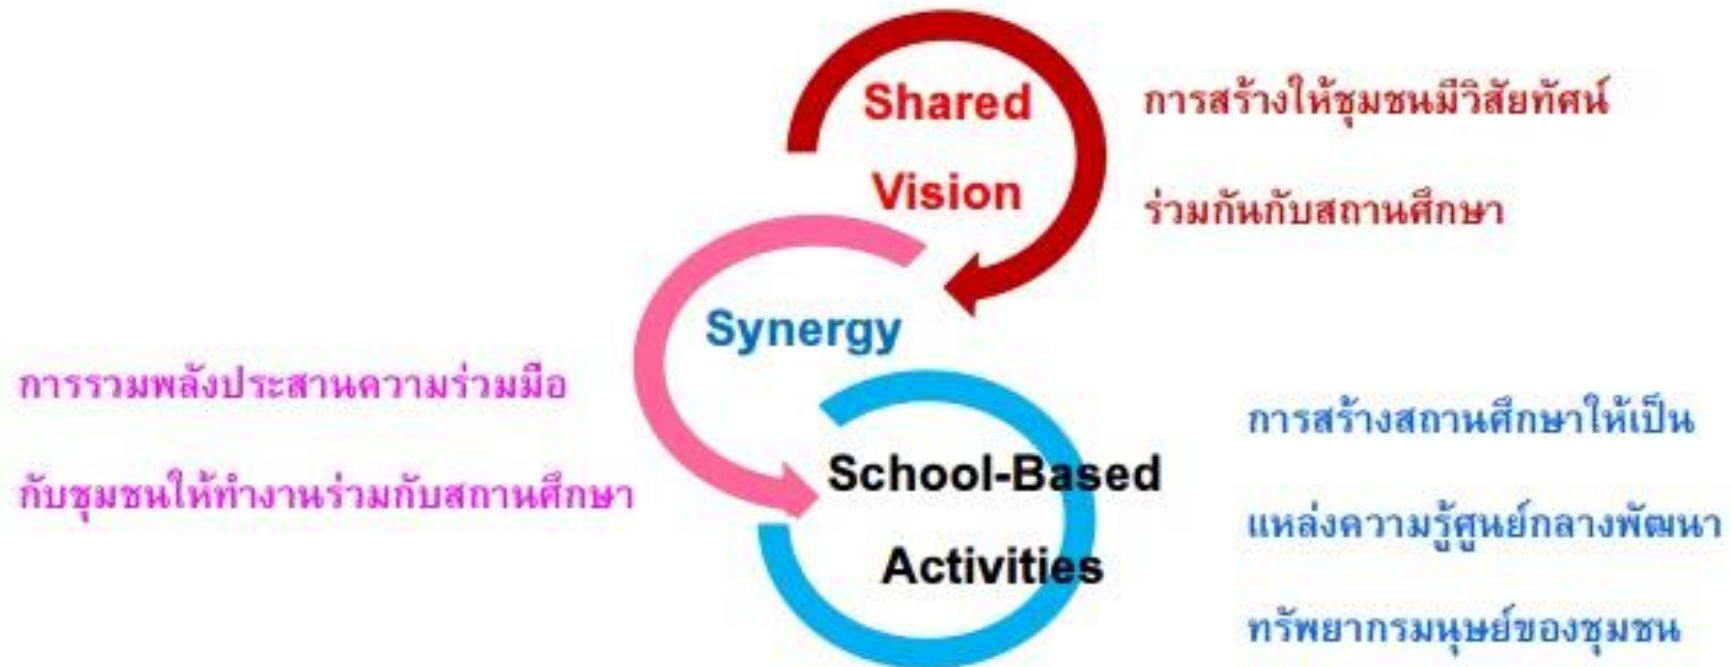 Shared
Vision
การสร้างให้ชุมชนมีวิสัยทัศน์
ร่วมกันกับสถานศึกษา
Synergy
การรวมพลังประสานความร่วมมือ
กับชุมชนให้ทำงานร่วมกับสถานศึกษา
School-Based
Activities
การสร้างสถานศึกษาให้เป็น
แหล่งความรู้ศูนย์กลางพัฒนา
ทรัพยากรมนุษย์ของชุมชน